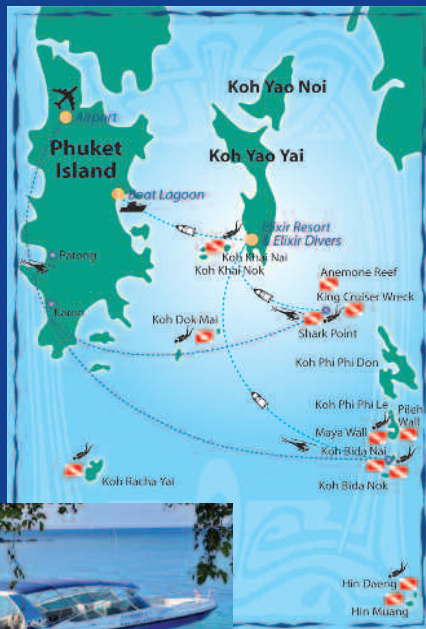 Koh Yao Noi
Airport
Phuket
Island
Koh Yao Yai
Boat Lagoon
Elixir Resort
& Elixir Divers
Koh Khai Nai
Koh Khai Nok
Patong
Anemone Reef
King Cruiser Wreck
Karon
Koh Dok Mai
Shark Point
Koh Phi Phi Don
Koh Phi Phi Le
Pileh
Wall
Maya Wall
Koh Bida Nai
Koh Racha Yai
Koh Bida Nok
Hin Daeng
Hin Muang